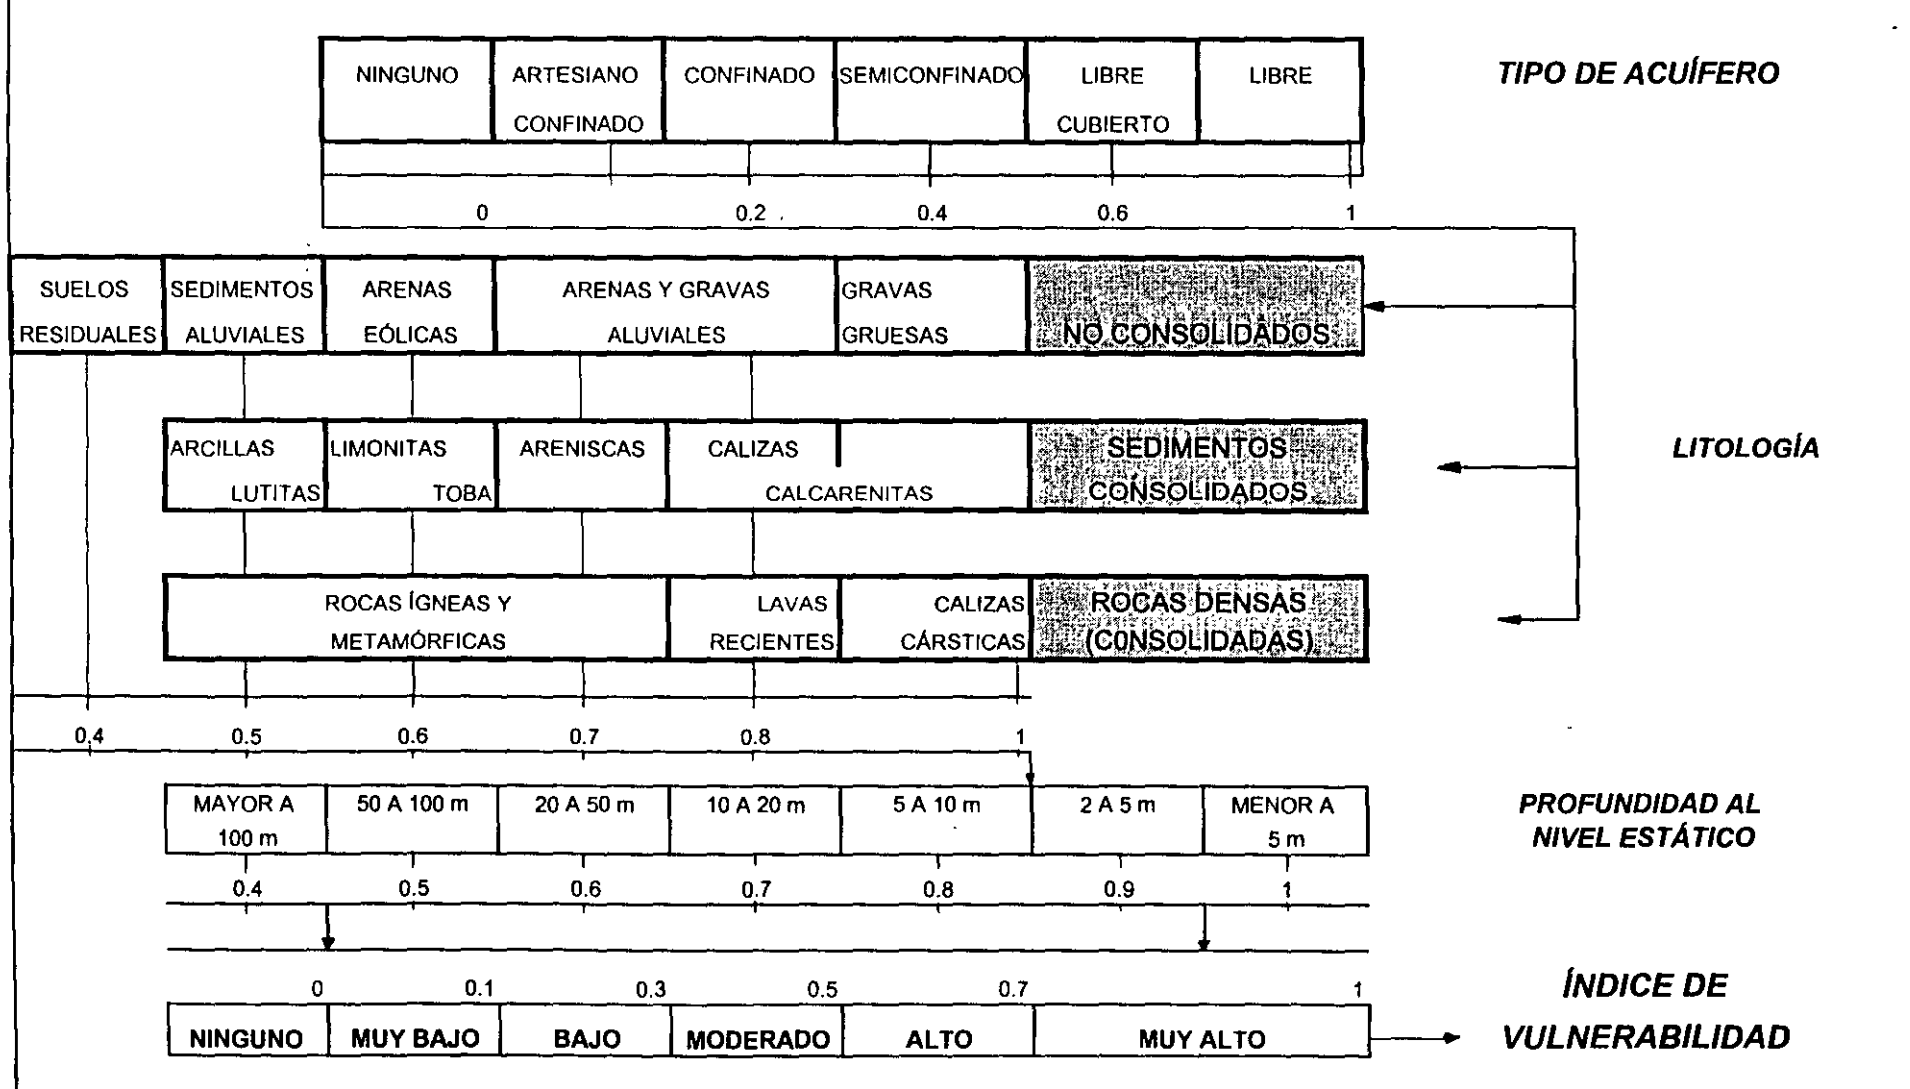 NINGUNO ARTESIANO CONFINADO SEMICONFINADO LIBRE LIBRE TIPO DE ACUÍFERO
CONFINADO CUBIERTO
0 0.2 0.4 0.6 1
SUELOS SEDIMENTOS ARENAS ARENAS Y GRAVAS GRAVAS
RESIDUALES ALUVIALES EÓLICAS ALUVIALES GRUESAS NO CONSOLIDADOS
ARCILLAS LIMONITAS ARENISCAS CALIZAS SEDIMENTOS LITOLOGÍA
LUTITAS TOBA CALCARENITAS CONSOLIDADOS
ROCAS ÍGNEAS Y LAVAS CALIZAS ROCAS DENSAS
METAMÓRFICAS RECIENTES CÁRSTICAS (C0NSOLIDADAS)
0.4 0.5 0.6 0.7 0.8 1
MAYOR A 50 A 100 m 20 A 50 m 10 A 20 m 5 A 10 m 2 A 5 m MENOR A PROFUNDIDAD AL
100 m 5 m NIVEL ESTÁTICO
0.4 0.5 0.6 0.7 0.8 0.9 1
0 0.1 0.3 0.5 0.7 1 ÍNDICE DE
NINGUNO MUY BAJO BAJO MODERADO ALTO MUY ALTO VULNERABILIDAD